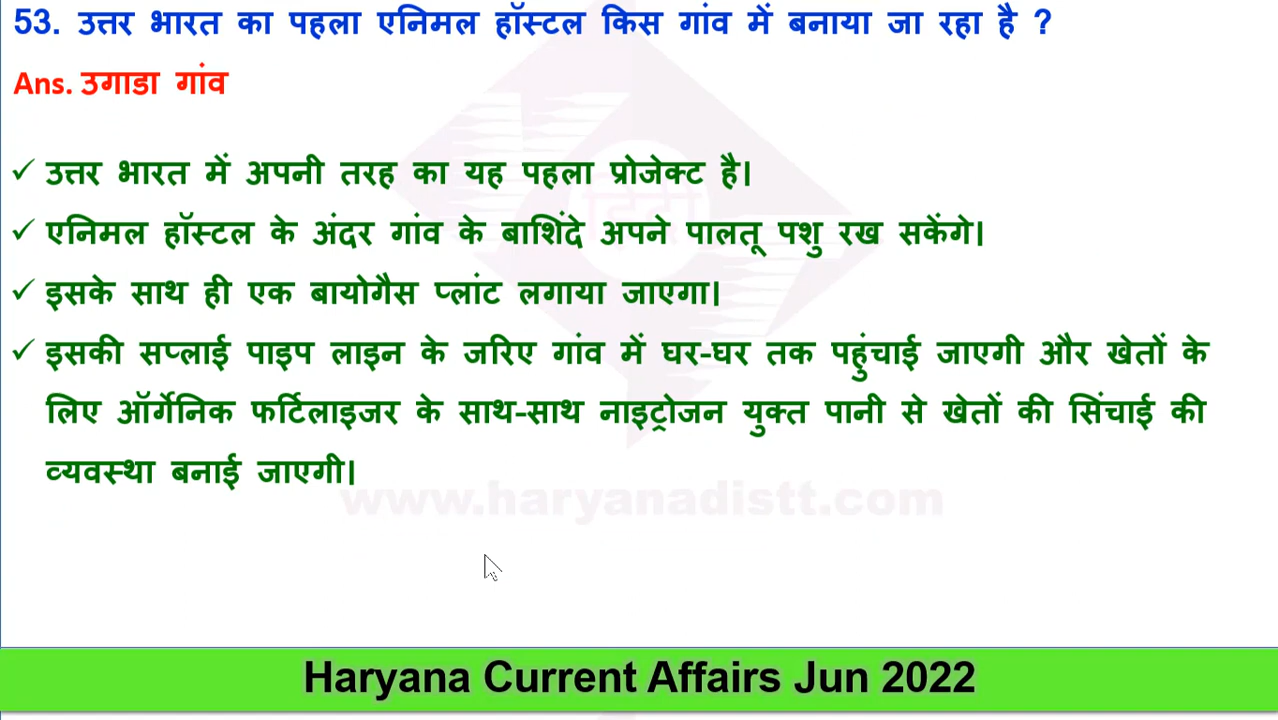 53. उत्तर भारत का पहला एनिमल हॉस्टल किस गांव में बनाया जा रहा है ?
Ans. उगाडा गांव
✓ उत्तर भारत में अपनी तरह का यह पहला प्रोजेक्ट है।
✓ एनिमल हॉस्टल के अंदर गांव के बाशिंदे अपने पालतू पशु रख सकेंगे।
✓ इसके साथ ही एक बायोगैस प्लांट लगाया जाएगा।
✓ इसकी सप्लाई पाइप लाइन के जरिए गांव में घर-घर तक पहुंचाई जाएगी और खेतों के
लिए ऑर्गेनिक फर्टिलाइजर के साथ-साथ नाइट्रोजन युक्त पानी से खेतों की सिंचाई की
व्यवस्था बनाई जाएगी।
www.haryanadistt.com
Haryana Current Affairs Jun 2022